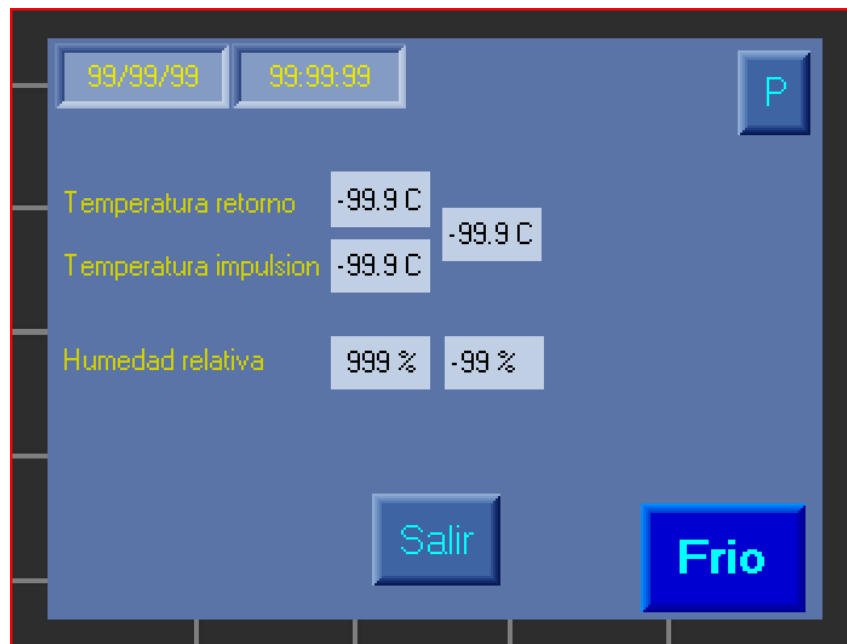 99/99/99 99:99:99
P
Temperatura retorno -99.9 C
-99.9 C
Temperatura impulsion -99.9 C
Humedad relativa 999 % -99 %
Salir
Frio